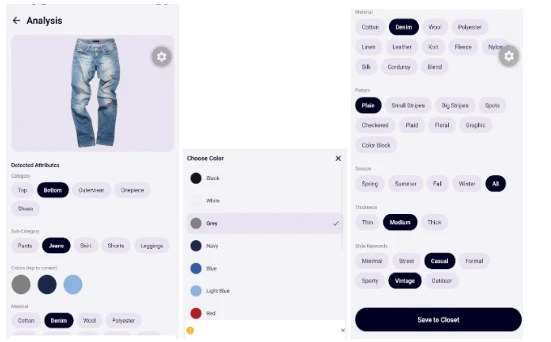 Analysis
Detected Attributes
Category
Top Bottom Outerwear Onepiece
Shoes
Sub-Category
Pants Jeans Skirt Shorts Leggings
Colors (tap to correct)
Material
Cotton Denim Wool Polyester
Choose Color
Black
White
Grey
Navy
Blue
Light Blue
Red
Material
Cotton Denim Wool Polyester
Linen Leather Knit Fleece Nylon
Silk Corduroy Blend
Pattern
Plain Small Stripes Big Stripes Spots
Checkered Plaid Floral Graphic
Color Block
Season
Spring Summer Fall Winter All
Thickness
Thin Medium Thick
Style Keywords
Minimal Street Casual Formal
Sporty Vintage Outdoor
Save to Closet